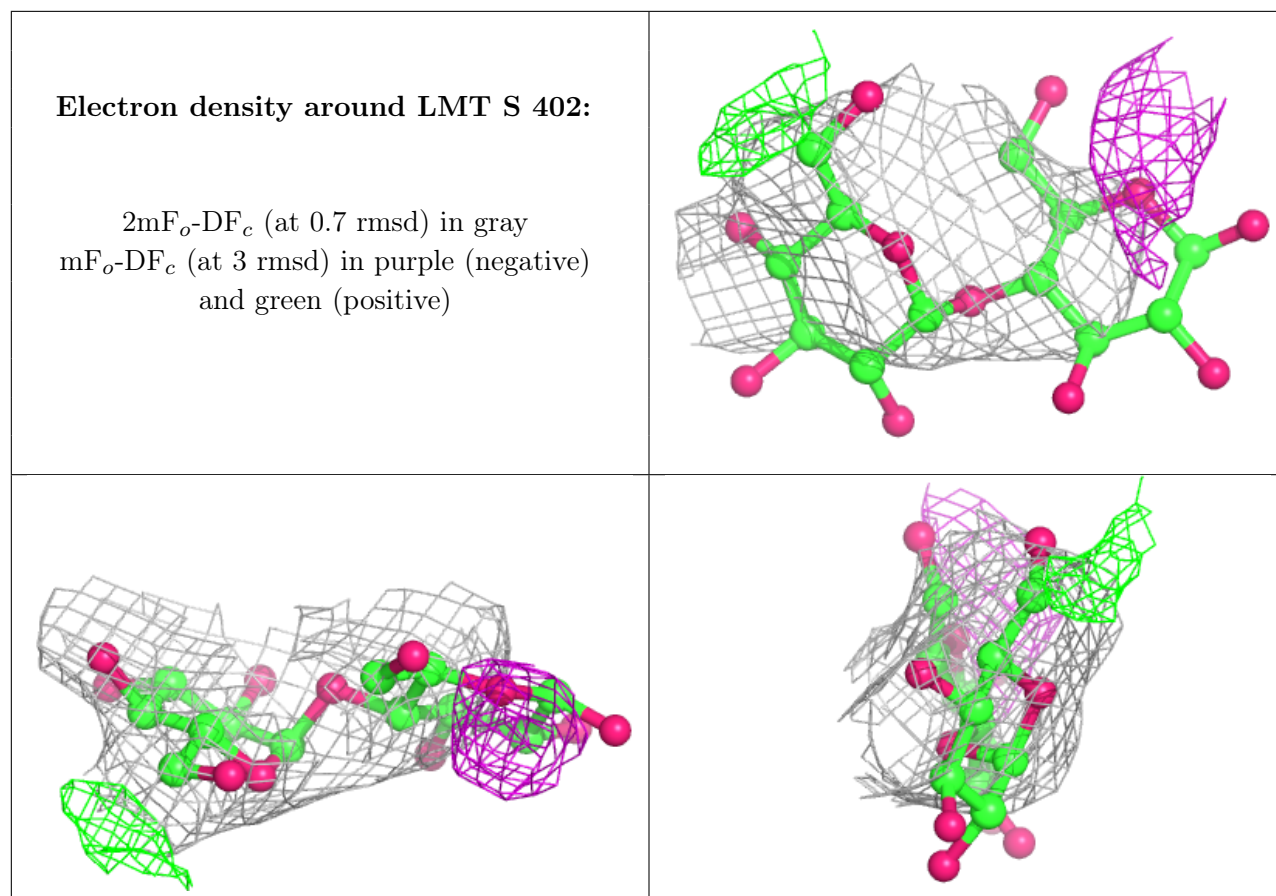 Electron density around LMT S 402:
2mFo-DFc (at 0.7 rmsd) in gray
mFo-DFc (at 3 rmsd) in purple (negative)
and green (positive)